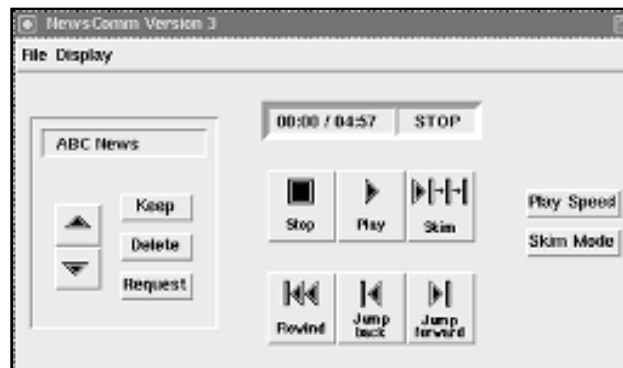 NewsComm Version 3
File Display
00:00 / 04:57 STOP
ABC News
Keep
Delete
Request
Stop Play Skim
Play Speed
Skim Mode
Rewind Jump back Jump forward